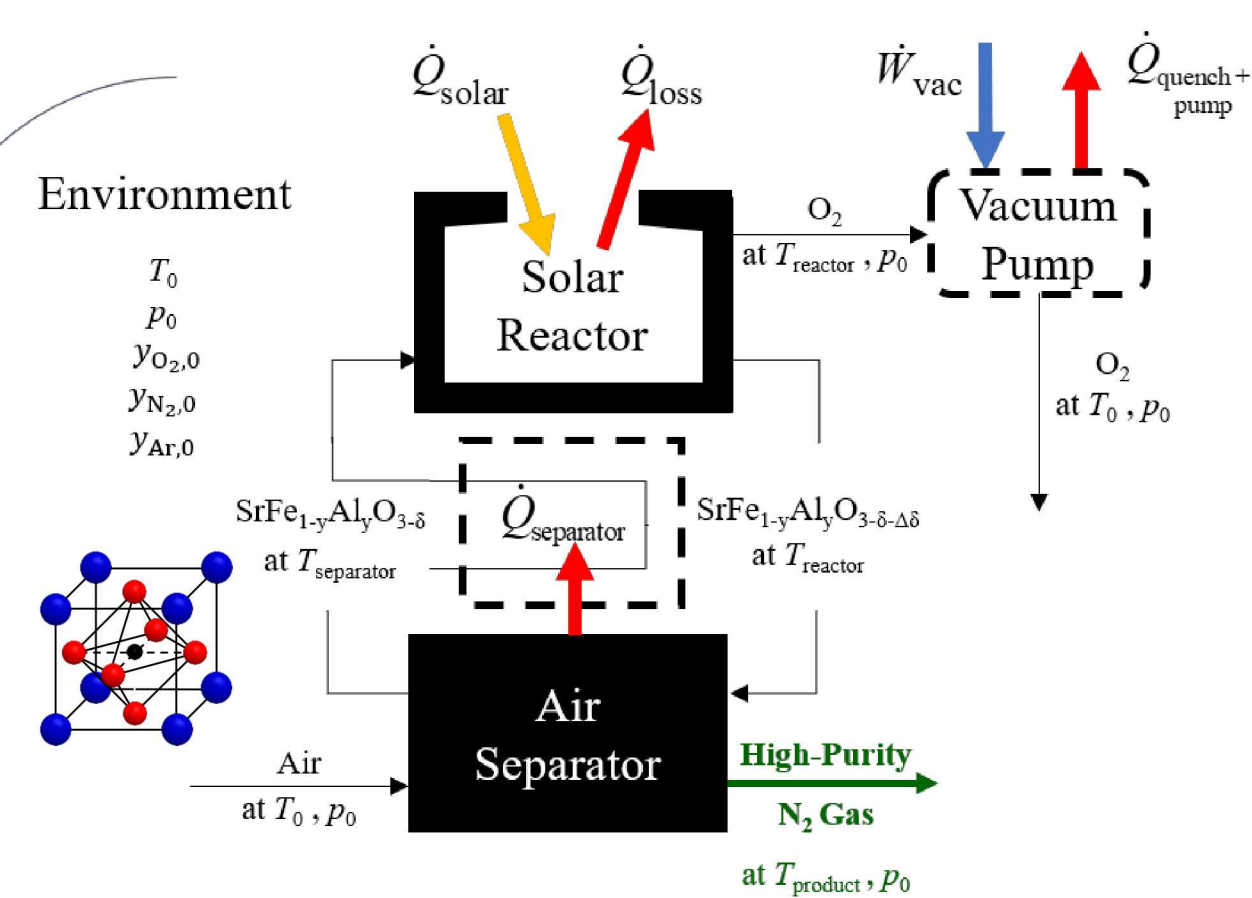 Q̇solar
Q̇loss
Ẇvac
Q̇quench+
pump
Environment
T0
p0
yO2,0
yN2,0
yAr,0
Solar
Reactor
O2
at Treactor , p0
Vacuum
Pump
O2
at T0 , p0
SrFe1-yAlyO3-δ
at Tseparator
Q̇separator
SrFe1-yAlyO3-δ-Δδ
at Treactor
Air
Separator
Air
at T0 , p0
High-Purity
N2 Gas
at Tproduct , p0